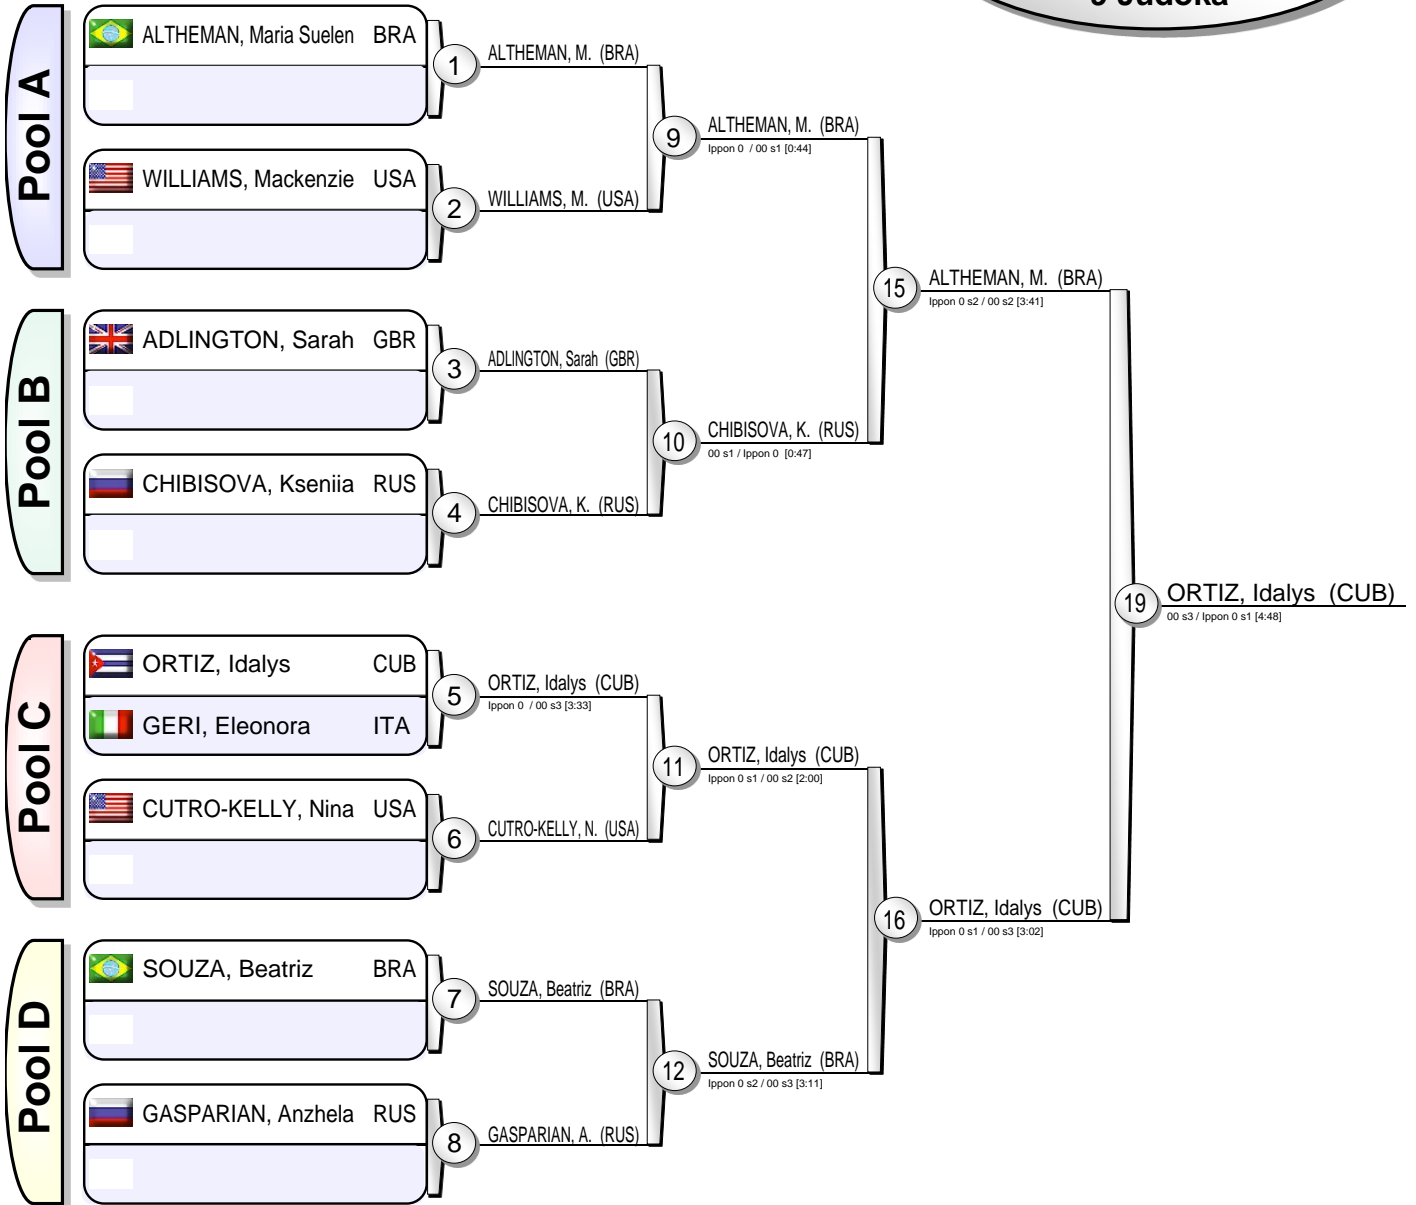 Judoka
Pool A
ALTHEMAN, Maria Suelen BRA
1
ALTHEMAN, M. (BRA)
WILLIAMS, Mackenzie USA
2
WILLIAMS, M. (USA)
9
ALTHEMAN, M. (BRA)
Ippon 0 / 00 s1 [0:44]
Pool B
ADLINGTON, Sarah GBR
3
ADLINGTON, Sarah (GBR)
CHIBISOVA, Kseniia RUS
4
CHIBISOVA, K. (RUS)
10
CHIBISOVA, K. (RUS)
00 s1 / Ippon 0 [0:47]
15
ALTHEMAN, M. (BRA)
Ippon 0 s2 / 00 s2 [3:41]
Pool C
ORTIZ, Idalys CUB
GERI, Eleonora ITA
5
ORTIZ, Idalys (CUB)
Ippon 0 / 00 s3 [3:33]
CUTRO-KELLY, Nina USA
6
CUTRO-KELLY, N. (USA)
11
ORTIZ, Idalys (CUB)
Ippon 0 s1 / 00 s2 [2:00]
Pool D
SOUZA, Beatriz BRA
7
SOUZA, Beatriz (BRA)
GASPARIAN, Anzhela RUS
8
GASPARIAN, A. (RUS)
12
SOUZA, Beatriz (BRA)
Ippon 0 s2 / 00 s3 [3:11]
16
ORTIZ, Idalys (CUB)
Ippon 0 s1 / 00 s3 [3:02]
19
ORTIZ, Idalys (CUB)
00 s3 / Ippon 0 s1 [4:48]